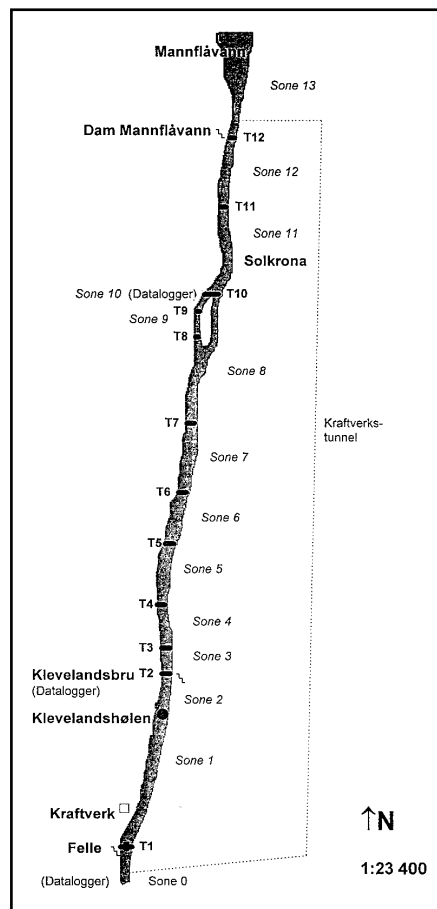 Mannflåvann
Sone 13
Dam Mannflåvann
T12
Sone 12
T11
Sone 11
Solkrona
Sone 10 (Datalogger) T10
Sone 9 T9
T8
Sone 8
T7
Kraftverks-
tunnel
Sone 7
T6
Sone 6
T5
Sone 5
T4
Sone 4
T3
Sone 3
Klevelandsbru T2
(Datalogger)
Sone 2
Klevelandshølen
Sone 1
Kraftverk
↑N
Felle T1
1:23 400
(Datalogger) Sone 0